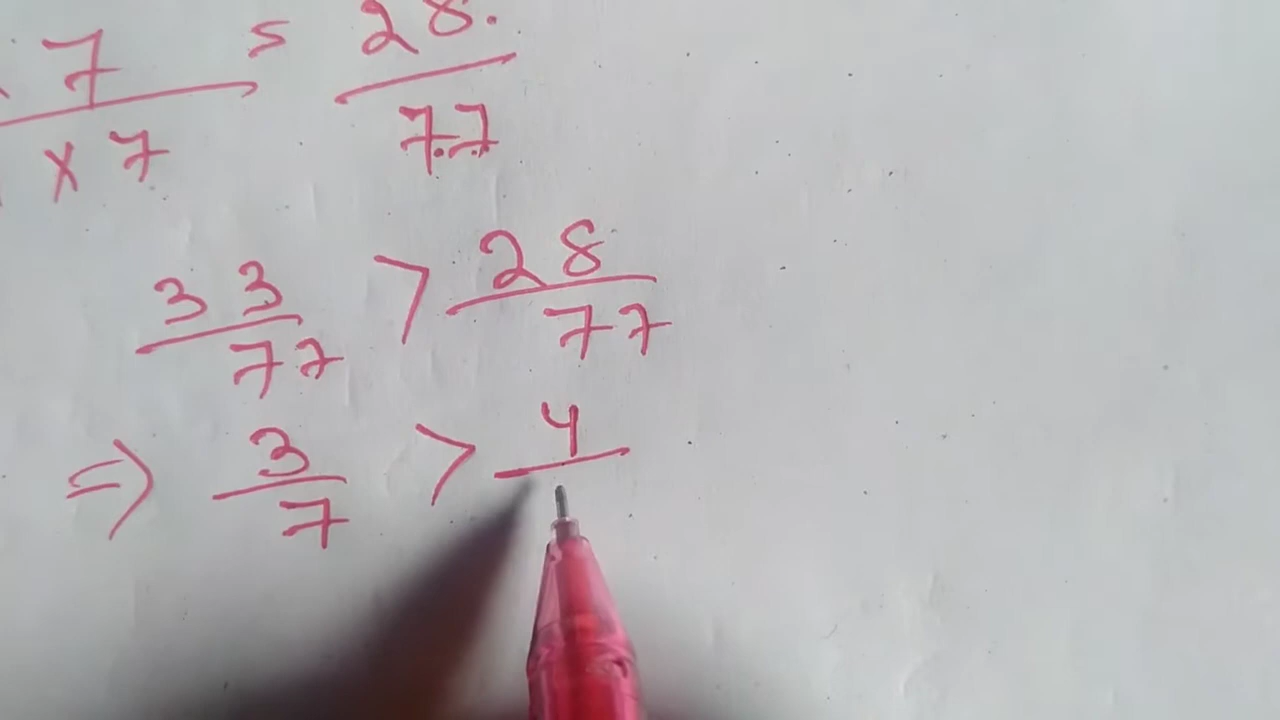 7 = 28.
x 7 77
33 > 28
77 77
⇒ 3 > 4
7